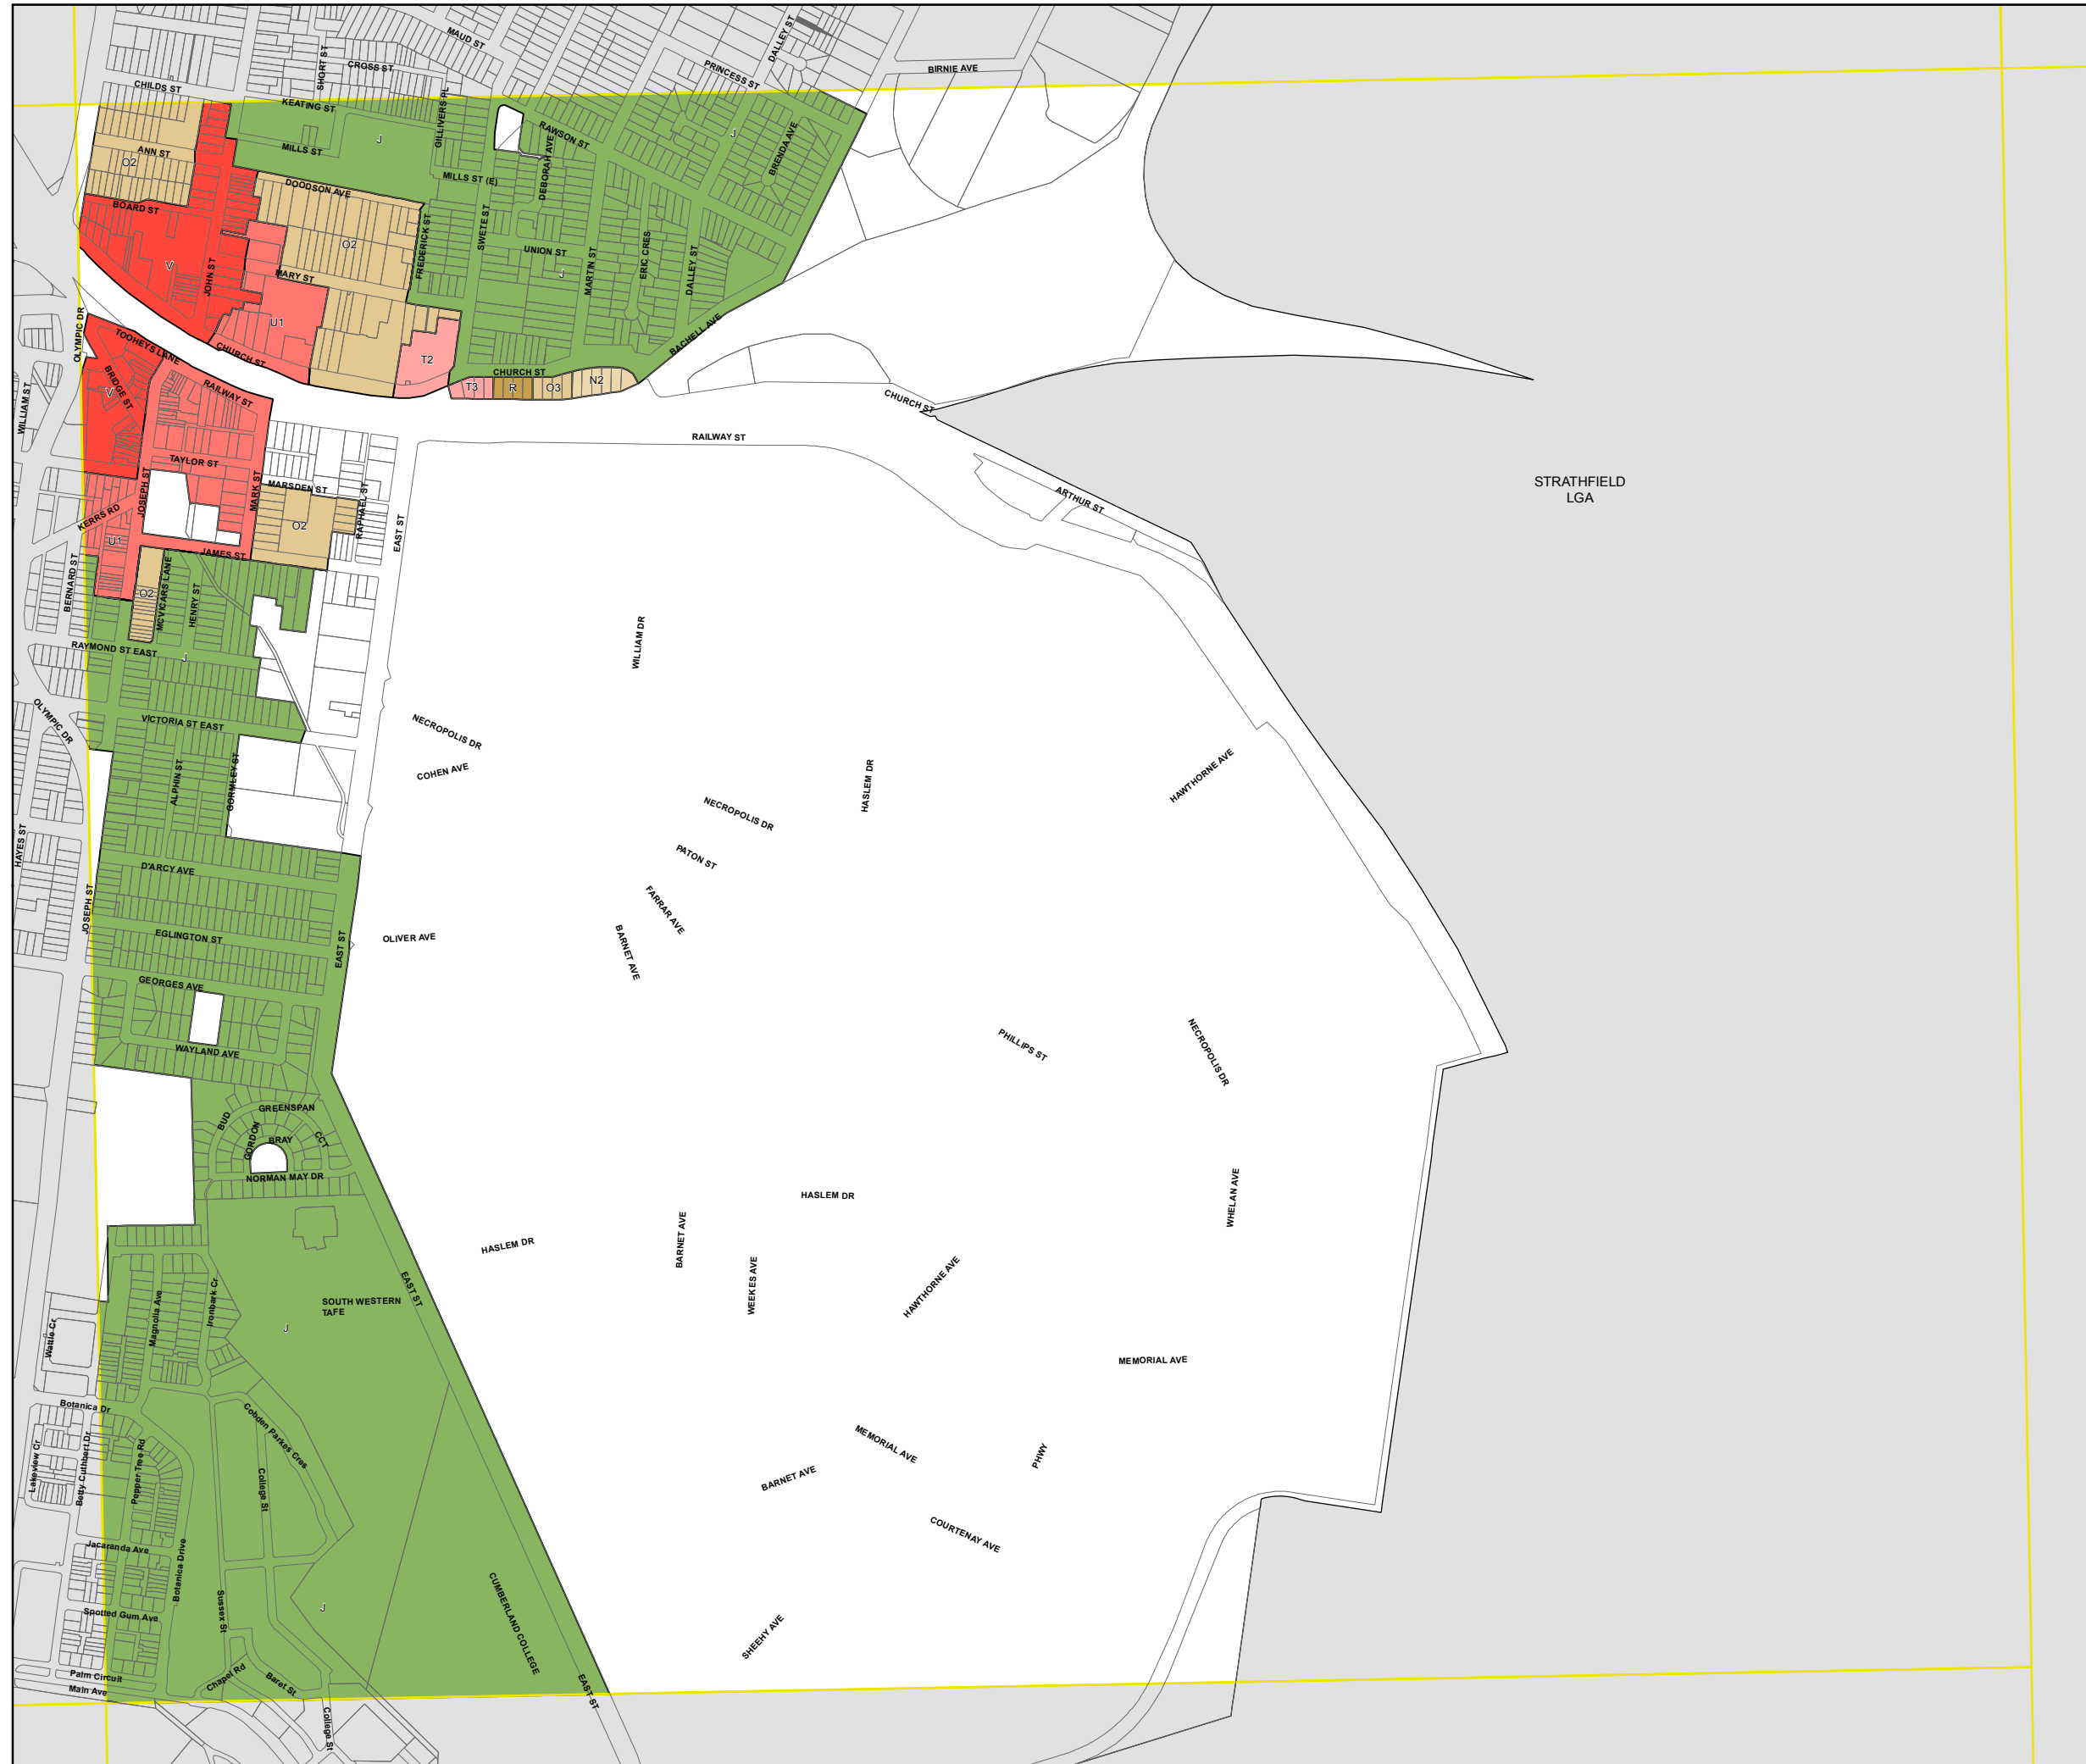 MAUD ST
DALLEY ST
SHORT ST
CROSS ST
PRINCESS ST
BIRNIE AVE
CHILDS ST
KEATING ST
GILLIVERS PL
J
RAWSON ST
J
BRENDA AVE
ANN ST
O2
MILLS ST
DEBORAH AVE
MILLS ST (E)
DOODSON AVE
BOARD ST
FREDERICK ST
SWETE ST
O2
UNION ST
MARTIN ST
ERIC CRES
DALLEY ST
V
JOHN ST
MARY ST
J
U1
OLYMPIC DR
TOOHEYS LANE
CHURCH ST
T2
BACHELL AVE
CHURCH ST
T3
R
O3
N2
BRIDGE ST
V
RAILWAY ST
WILLIAM ST
CHURCH ST
RAILWAY ST
TAYLOR ST
JOSEPH ST
MARK ST
MARSDEN ST
RAPHAEL ST
EAST ST
STRATHFIELD
LGA
ARTHUR ST
KERRS RD
O2
U1
JAMES ST
BERNARD ST
O2
MCVICARS LANE
HENRY ST
WILLIAM DR
RAYMOND ST EAST
J
OLYMPIC DR
VICTORIA ST EAST
NECROPOLIS DR
COHEN AVE
ALPHIN ST
GORMLEY ST
HASLEM DR
HAWTHORNE AVE
NECROPOLIS DR
HAYES ST
PATON ST
D'ARCY AVE
JOSEPH ST
FARRAR AVE
EGLINGTON ST
EAST ST
OLIVER AVE
BARNET AVE
GEORGES AVE
WAYLAND AVE
PHILLIPS ST
NECROPOLIS DR
GREENSPAN
BUD
GORDON
BRAY
CCT
NORMAN MAY DR
HASLEM DR
WHELAN AVE
HASLEM DR
BARNET AVE
WEEKES AVE
HAWTHORNE AVE
EAST ST
SOUTH WESTERN
TAFE
J
Magnolia Ave
Ironbark Cr
Wattle Cr
MEMORIAL AVE
Botanica Dr
Cobden Parkes Cres
MEMORIAL AVE
PHWY
Lakeview Cr
Betty Cuthbert Dr
Pepper Tree Rd
College St
BARNET AVE
COURTENAY AVE
Jacaranda Ave
Botanica Drive
Sussex St
J
CUMBERLAND COLLEGE
Spotted Gum Ave
SHEEHY AVE
Palm Circuit
Main Ave
Chapel Rd
Baret St
EAST ST
College St